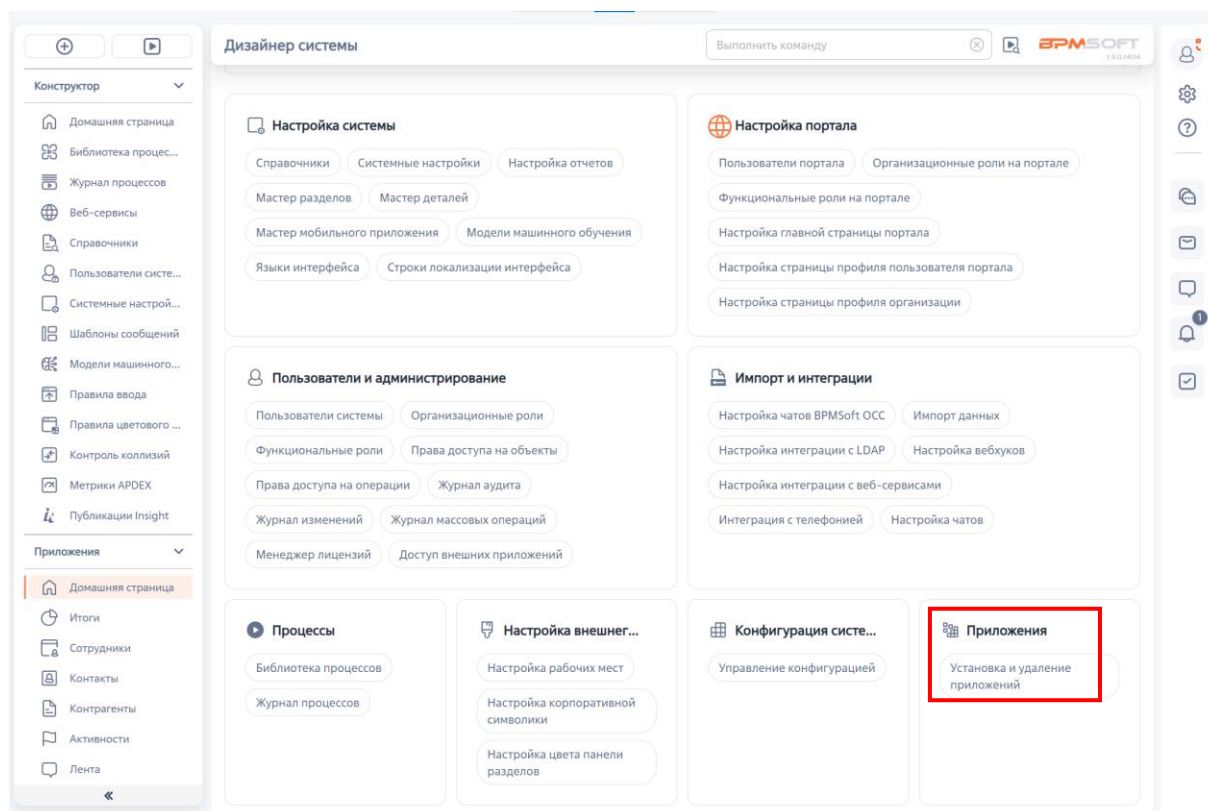 Дизайнер системы
Выполнить команду
BPMSOFT
Конструктор
Домашняя страница
Библиотека процес...
Журнал процессов
Веб-сервисы
Справочники
Пользователи систе...
Системные настрой...
Шаблоны сообщений
Модели машинного...
Правила ввода
Правила цветового ...
Контроль коллизий
Метрики APDEX
Публикации Insight
Приложения
Домашняя страница
Итоги
Сотрудники
Контакты
Контрагенты
Активности
Лента
Настройка системы
Справочники
Системные настройки
Настройка отчетов
Мастер разделов
Мастер деталей
Мастер мобильного приложения
Модели машинного обучения
Языки интерфейса
Строки локализации интерфейса
Настройка портала
Пользователи портала
Организационные роли на портале
Функциональные роли на портале
Настройка главной страницы портала
Настройка страницы профиля пользователя портала
Настройка страницы профиля организации
Пользователи и администрирование
Пользователи системы
Организационные роли
Функциональные роли
Права доступа на объекты
Права доступа на операции
Журнал аудита
Журнал изменений
Журнал массовых операций
Менеджер лицензий
Доступ внешних приложений
Импорт и интеграции
Настройка чатов BPMSoft OCC
Импорт данных
Настройка интеграции с LDAP
Настройка вебхуков
Настройка интеграции с веб-сервисами
Интеграция с телефонией
Настройка чатов
Процессы
Библиотека процессов
Журнал процессов
Настройка внешнег...
Настройка рабочих мест
Настройка корпоративной
символики
Настройка цвета панели
разделов
Конфигурация систе...
Управление конфигурацией
Приложения
Установка и удаление
приложений
1